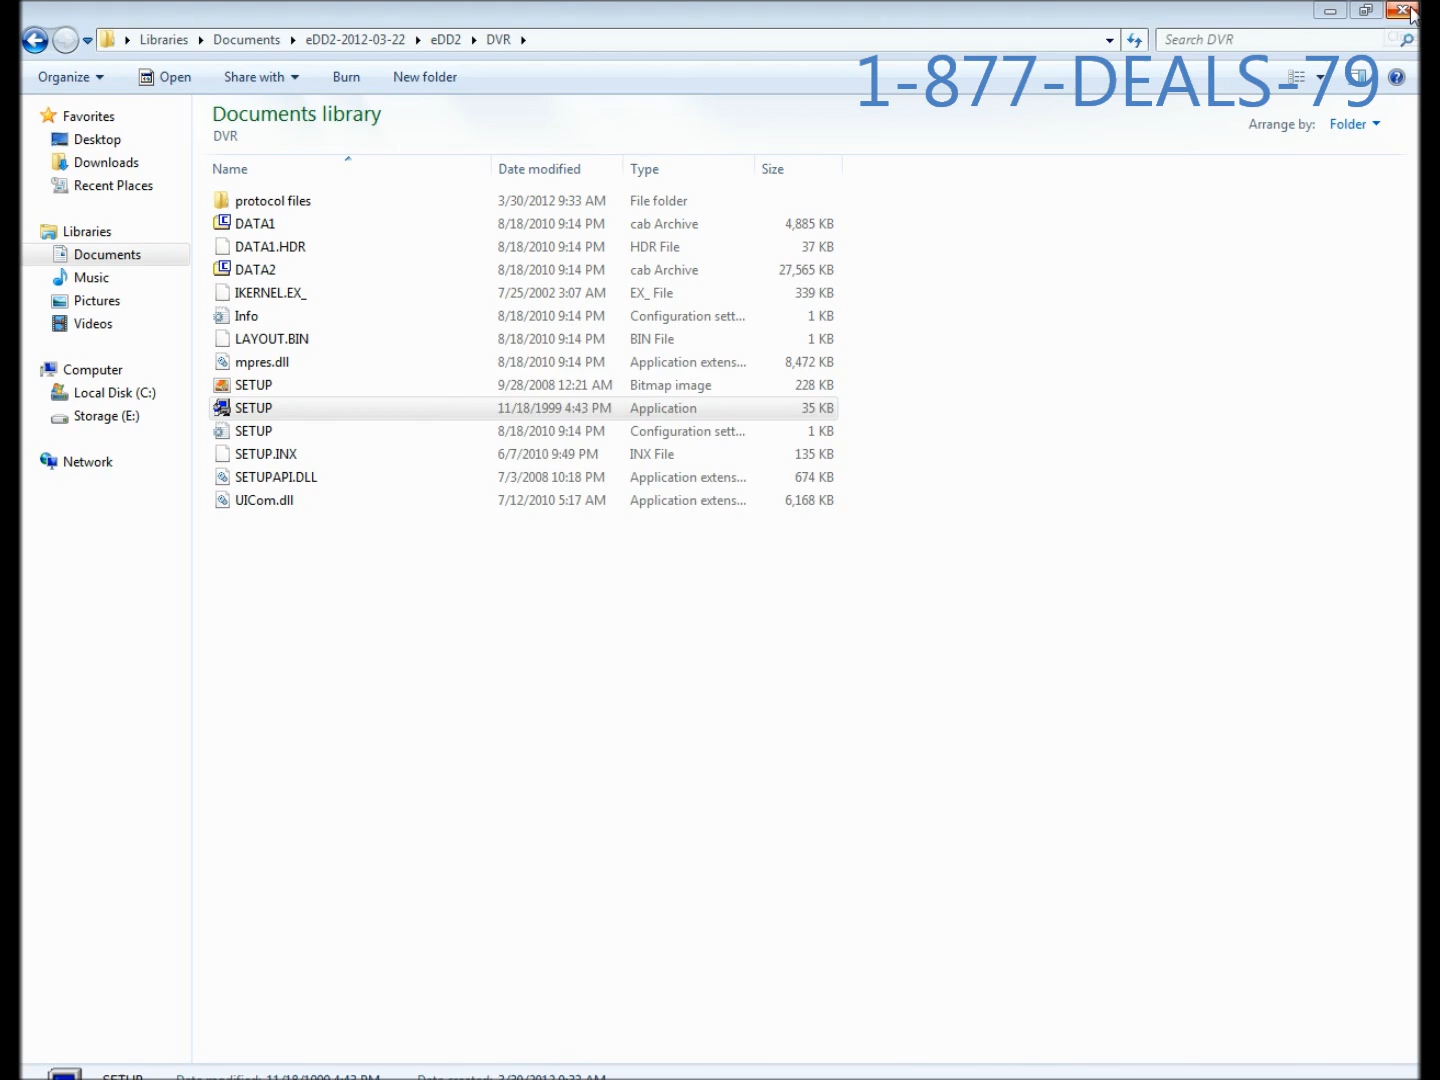 Libraries Documents eDD2-2012-03-22 eDD2 DVR Search DVR
Organize Open Share with Burn New folder
1-877-DEALS-79
Documents library
DVR
Arrange by: Folder
Favorites
Desktop
Downloads
Recent Places
Libraries
Documents
Music
Pictures
Videos
Computer
Local Disk (C:)
Storage (E:)
Network
Name Date modified Type Size
protocol files 3/30/2012 9:33 AM File folder
DATA1 8/18/2010 9:14 PM cab Archive 4,885 KB
DATA1.HDR 8/18/2010 9:14 PM HDR File 37 KB
DATA2 8/18/2010 9:14 PM cab Archive 27,565 KB
IKERNEL.EX_ 7/25/2002 3:07 AM EX_ File 339 KB
Info 8/18/2010 9:14 PM Configuration sett... 1 KB
LAYOUT.BIN 8/18/2010 9:14 PM BIN File 1 KB
mpres.dll 8/18/2010 9:14 PM Application extens... 8,472 KB
SETUP 9/28/2008 12:21 AM Bitmap image 228 KB
SETUP 11/18/1999 4:43 PM Application 35 KB
SETUP 8/18/2010 9:14 PM Configuration sett... 1 KB
SETUP.INX 6/7/2010 9:49 PM INX File 135 KB
SETUPAPI.DLL 7/3/2008 10:18 PM Application extens... 674 KB
UICom.dll 7/12/2010 5:17 AM Application extens... 6,168 KB
SETUP Date modified: 11/18/1999 4:43 PM Date created: 3/30/2012 9:33 AM